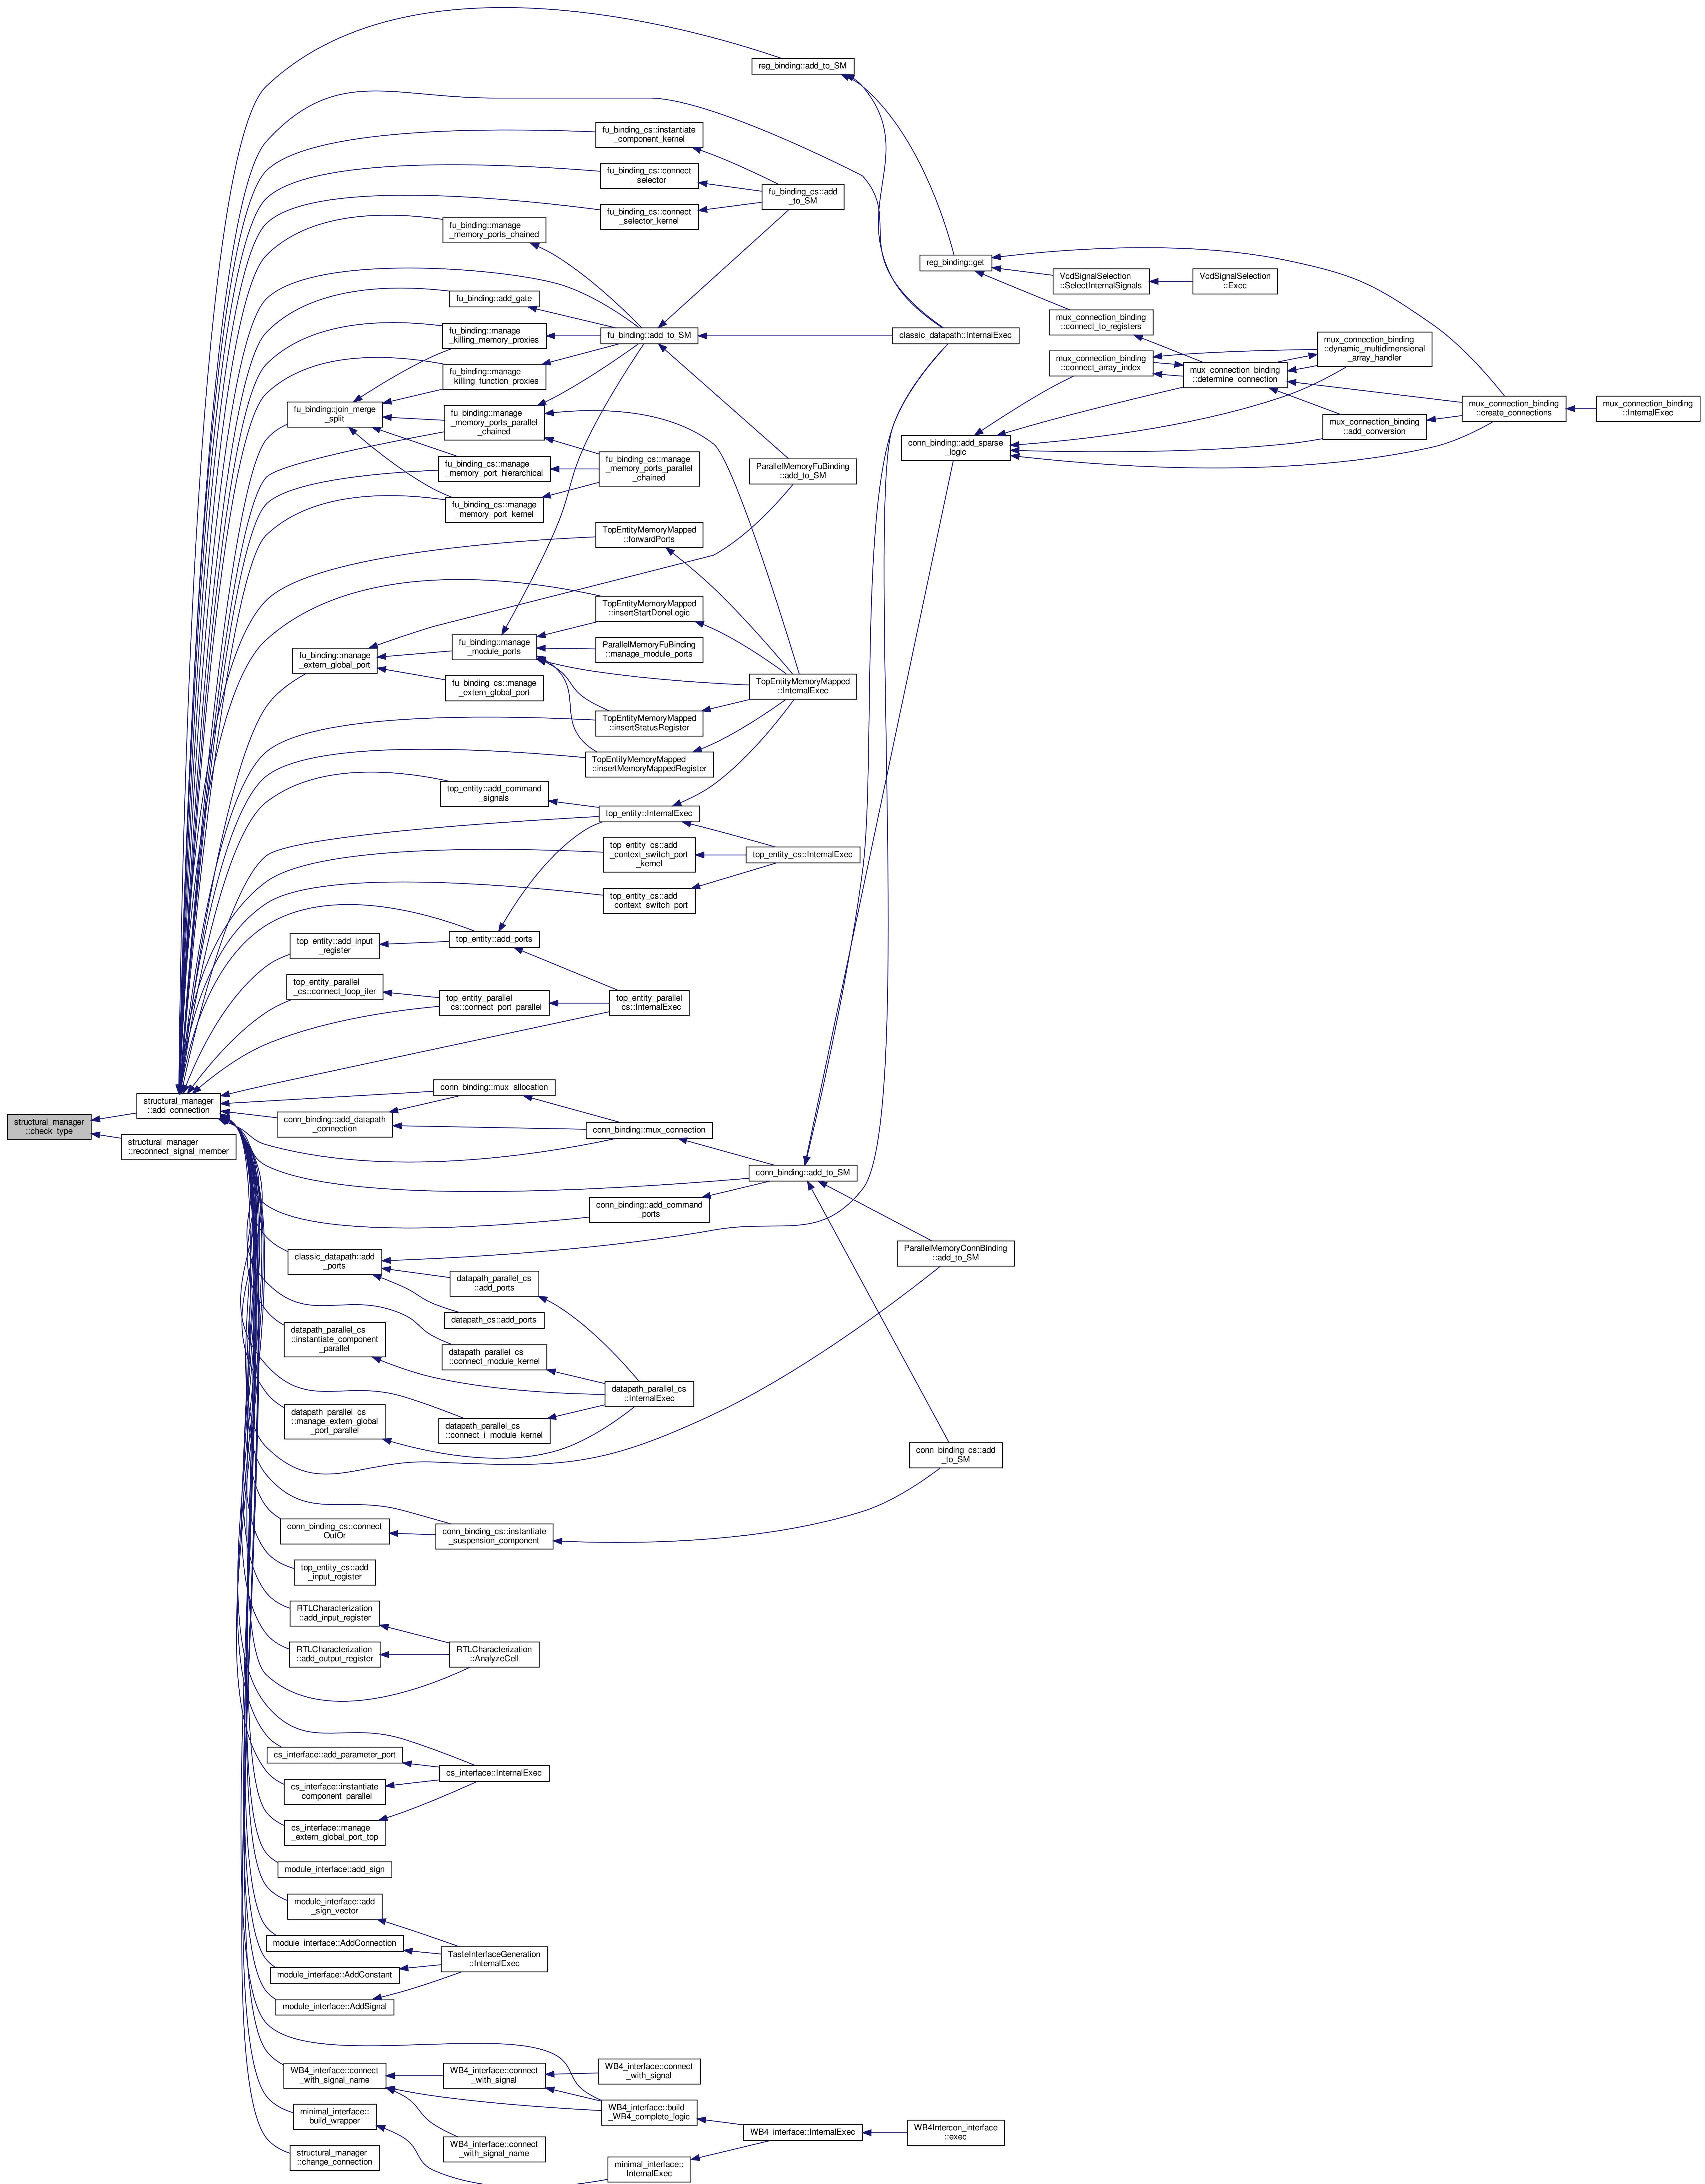 reg_binding::add_to_SM
fu_binding_cs::instantiate
_component_kernel
fu_binding_cs::connect
_selector
fu_binding_cs::add
_to_SM
fu_binding_cs::connect
_selector_kernel
fu_binding::manage
_memory_ports_chained
reg_binding::get
VcdSignalSelection
::SelectInternalSignals
VcdSignalSelection
::Exec
fu_binding::add_gate
mux_connection_binding
::connect_to_registers
fu_binding::manage
_killing_memory_proxies
fu_binding::add_to_SM
classic_datapath::InternalExec
mux_connection_binding
::dynamic_multidimensional
_array_handler
mux_connection_binding
::connect_array_index
fu_binding::manage
_killing_function_proxies
mux_connection_binding
::determine_connection
fu_binding::join_merge
_split
fu_binding::manage
_memory_ports_parallel
_chained
mux_connection_binding
::create_connections
mux_connection_binding
::InternalExec
mux_connection_binding
::add_conversion
conn_binding::add_sparse
_logic
fu_binding_cs::manage
_memory_port_hierarchical
fu_binding_cs::manage
_memory_ports_parallel
_chained
ParallelMemoryFuBinding
::add_to_SM
fu_binding_cs::manage
_memory_port_kernel
TopEntityMemoryMapped
::forwardPorts
TopEntityMemoryMapped
::insertStartDoneLogic
fu_binding::manage
_module_ports
ParallelMemoryFuBinding
::manage_module_ports
fu_binding::manage
_extern_global_port
fu_binding_cs::manage
_extern_global_port
TopEntityMemoryMapped
::InternalExec
TopEntityMemoryMapped
::insertStatusRegister
TopEntityMemoryMapped
::insertMemoryMappedRegister
top_entity::add_command
_signals
top_entity::InternalExec
top_entity_cs::add
_context_switch_port
_kernel
top_entity_cs::InternalExec
top_entity_cs::add
_context_switch_port
top_entity::add_input
_register
top_entity::add_ports
top_entity_parallel
_cs::connect_loop_iter
top_entity_parallel
_cs::connect_port_parallel
top_entity_parallel
_cs::InternalExec
structural_manager
::check_type
structural_manager
::add_connection
structural_manager
::reconnect_signal_member
conn_binding::mux_allocation
conn_binding::add_datapath
_connection
conn_binding::mux_connection
conn_binding::add_to_SM
conn_binding::add_command
_ports
classic_datapath::add
_ports
ParallelMemoryConnBinding
::add_to_SM
datapath_parallel_cs
::add_ports
datapath_cs::add_ports
datapath_parallel_cs
::instantiate_component
_parallel
datapath_parallel_cs
::connect_module_kernel
datapath_parallel_cs
::InternalExec
datapath_parallel_cs
::manage_extern_global
_port_parallel
datapath_parallel_cs
::connect_i_module_kernel
conn_binding_cs::add
_to_SM
conn_binding_cs::connect
OutOr
conn_binding_cs::instantiate
_suspension_component
top_entity_cs::add
_input_register
RTLCharacterization
::add_input_register
RTLCharacterization
::add_output_register
RTLCharacterization
::AnalyzeCell
cs_interface::add_parameter_port
cs_interface::InternalExec
cs_interface::instantiate
_component_parallel
cs_interface::manage
_extern_global_port_top
module_interface::add_sign
module_interface::add
_sign_vector
module_interface::AddConnection
TasteInterfaceGeneration
::InternalExec
module_interface::AddConstant
module_interface::AddSignal
WB4_interface::connect
_with_signal_name
WB4_interface::connect
_with_signal
WB4_interface::connect
_with_signal
minimal_interface::
build_wrapper
WB4_interface::build
_WB4_complete_logic
WB4_interface::InternalExec
WB4Intercon_interface
::exec
structural_manager
::change_connection
WB4_interface::connect
_with_signal_name
minimal_interface::
InternalExec